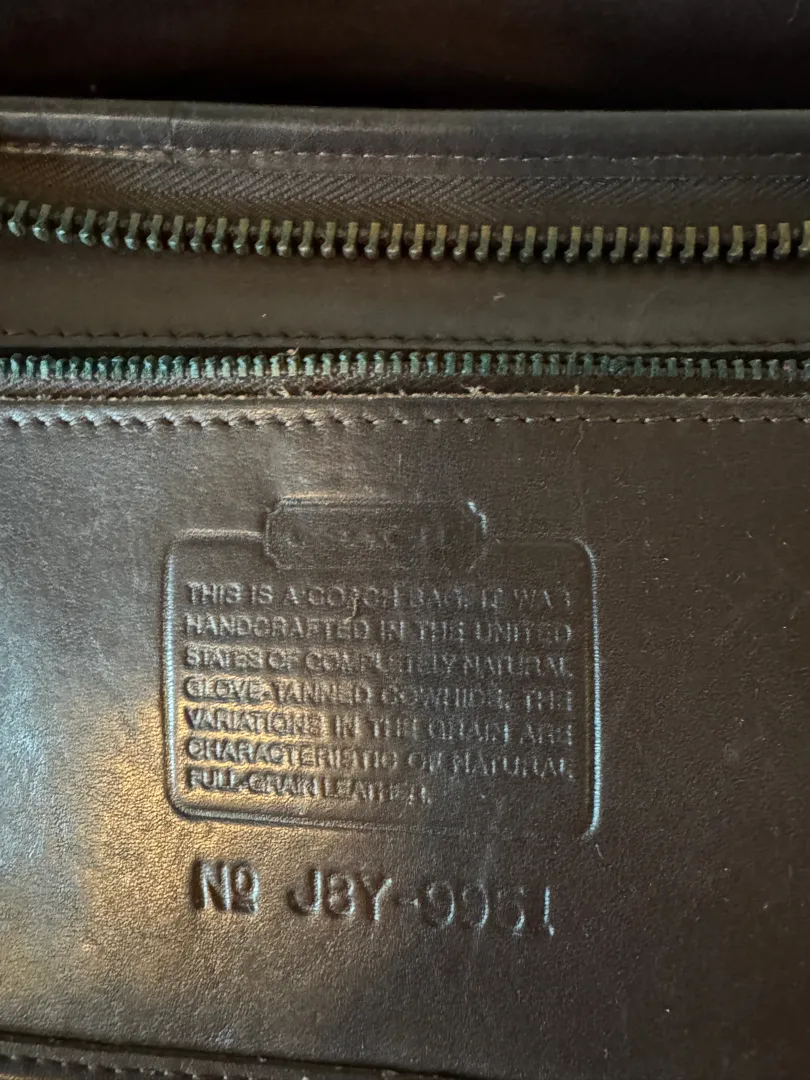 COACH
THIS IS A COACH BAG. IT WAS
HANDCRAFTED IN THE UNITED
STATES OF COMPLETELY NATURAL
GLOVE-TANNED COWHIDE. THE
VARIATIONS IN THE GRAIN ARE
CHARACTERISTIC OF NATURAL
FULL-GRAIN LEATHER.
No J8Y-9951